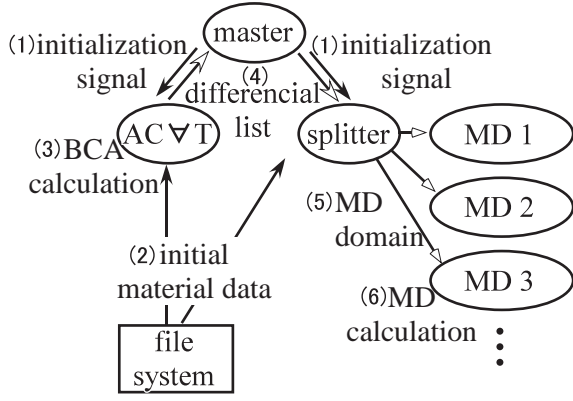 master
(1)initialization
signal
(1)initialization
signal
(4)
differencial
list
AC∀T
splitter
MD 1
(3)BCA
calculation
MD 2
(5)MD
domain
(2)initial
material data
MD 3
(6)MD
calculation
file
system